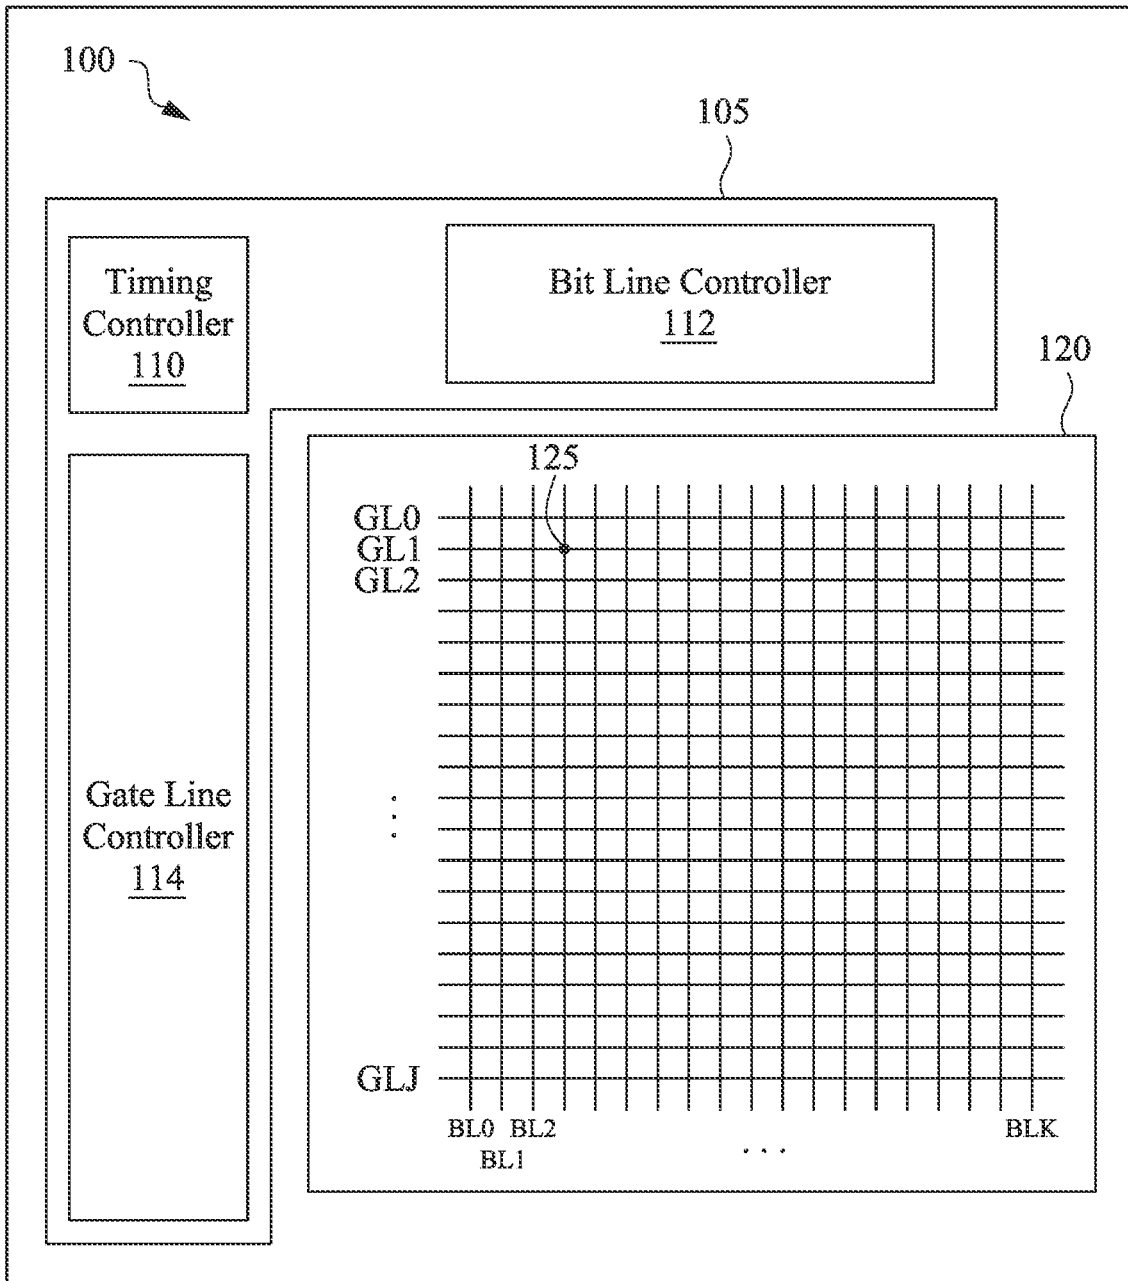 100
105
Timing
Controller
110
Bit Line Controller
112
120
125
GL0
GL1
GL2
Gate Line
Controller
114
.
.
.
GLJ
BL0
BL1
BL2
. . .
BLK